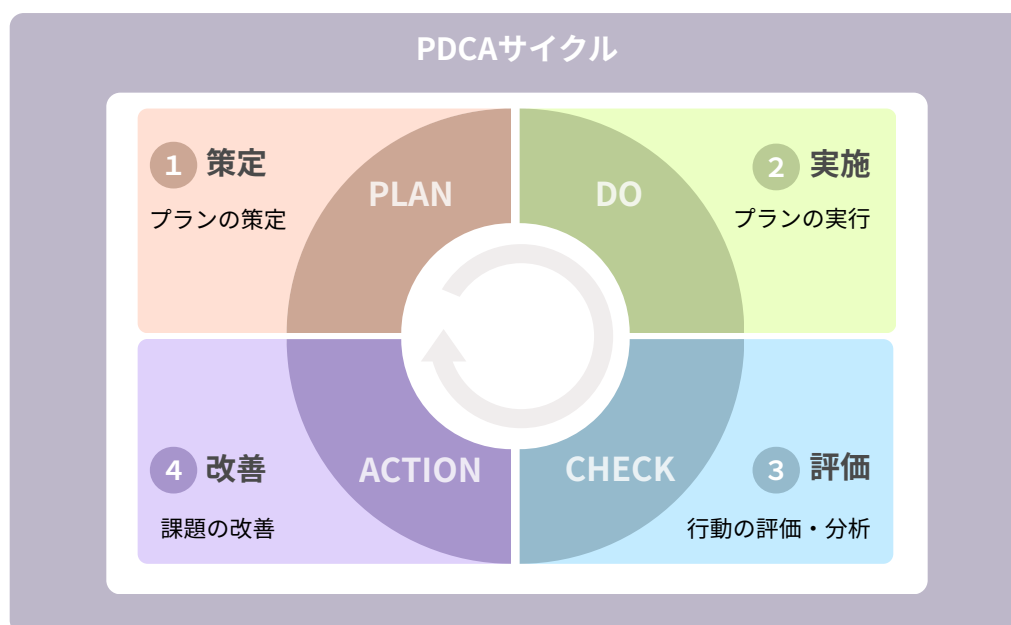 PDCAサイクル
1 策定
プランの策定
PLAN
DO
2 実施
プランの実行
4 改善
課題の改善
ACTION
CHECK
3 評価
行動の評価・分析